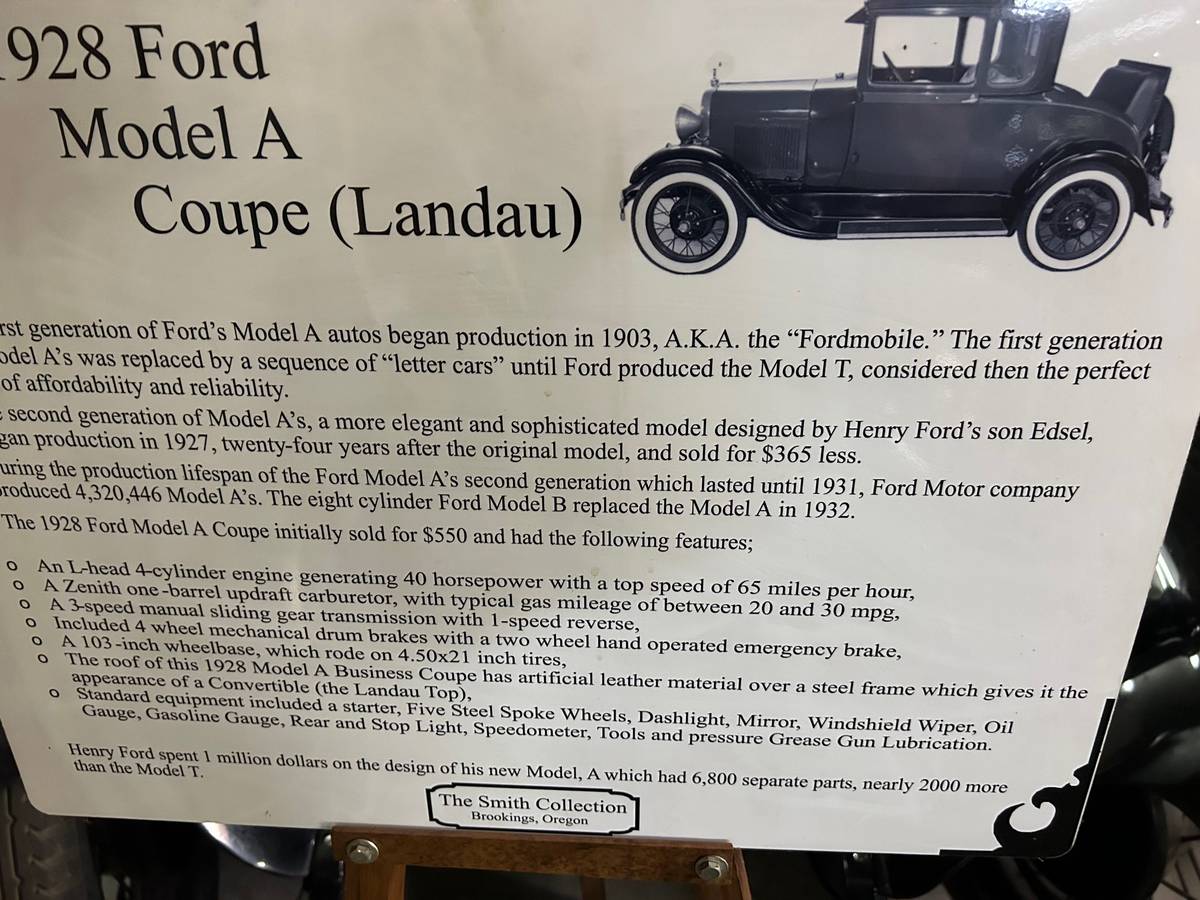 1928 Ford
Model A
Coupe (Landau)
rst generation of Ford's Model A autos began production in 1903, A.K.A. the “Fordmobile.” The first generation
odel A's was replaced by a sequence of “letter cars” until Ford produced the Model T, considered then the perfect
of affordability and reliability.
second generation of Model A's, a more elegant and sophisticated model designed by Henry Ford's son Edsel,
gan production in 1927, twenty-four years after the original model, and sold for $365 less.
uring the production lifespan of the Ford Model A's second generation which lasted until 1931, Ford Motor company
produced 4,320,446 Model A's. The eight cylinder Ford Model B replaced the Model A in 1932.
The 1928 Ford Model A Coupe initially sold for $550 and had the following features;
o An L-head 4-cylinder engine generating 40 horsepower with a top speed of 65 miles per hour,
o A Zenith one-barrel updraft carburetor, with typical gas mileage of between 20 and 30 mpg,
o A 3-speed manual sliding gear transmission with 1-speed reverse,
o Included 4 wheel mechanical drum brakes with a two wheel hand operated emergency brake,
o A 103-inch wheelbase, which rode on 4.50x21 inch tires,
o The roof of this 1928 Model A Business Coupe has artificial leather material over a steel frame which gives it the
appearance of a Convertible (the Landau Top),
o Standard equipment included a starter, Five Steel Spoke Wheels, Dashlight, Mirror, Windshield Wiper, Oil
Gauge, Gasoline Gauge, Rear and Stop Light, Speedometer, Tools and pressure Grease Gun Lubrication.
Henry Ford spent 1 million dollars on the design of his new Model, A which had 6,800 separate parts, nearly 2000 more
than the Model T.
The Smith Collection
Brookings, Oregon